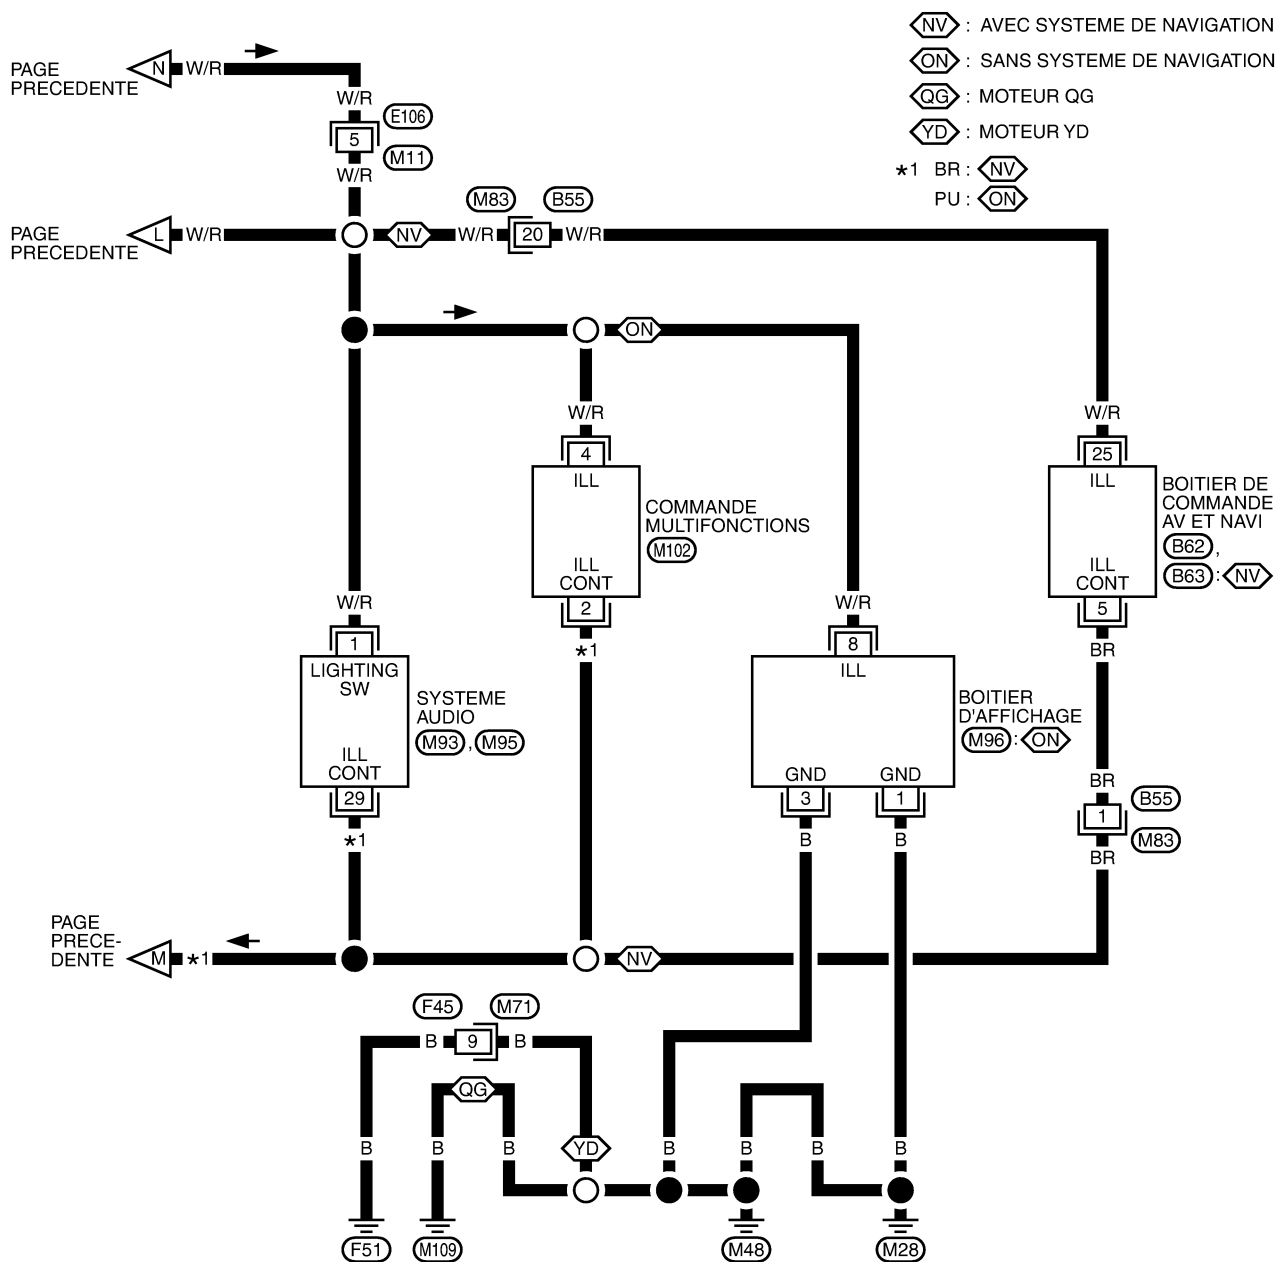 NV : AVEC SYSTEME DE NAVIGATION
ON : SANS SYSTEME DE NAVIGATION
QG : MOTEUR QG
YD : MOTEUR YD
*1 BR : NV
PU : ON
PAGE
PRECEDENTE
N W/R
W/R
E106
5
M11
W/R
M83 B55
PAGE
PRECEDENTE
L W/R NV W/R 20 W/R
ON
W/R
4
ILL
COMMANDE
MULTIFONCTIONS
M102
ILL
CONT
2
*1
W/R
25
ILL
BOITIER DE
COMMANDE
AV ET NAVI
B62 ,
B63 : NV
ILL
CONT
5
BR
W/R
1
LIGHTING
SW
SYSTEME
AUDIO
M93 , M95
ILL
CONT
29
*1
W/R
8
ILL
BOITIER
D'AFFICHAGE
M96 : ON
GND GND
3 1
B B
BR
B55
1
M83
BR
PAGE
PRECE-
DENTE
M *1 NV
F45 M71
B 9 B
QG
B B B YD B B B B
F51 M109 M48 M28